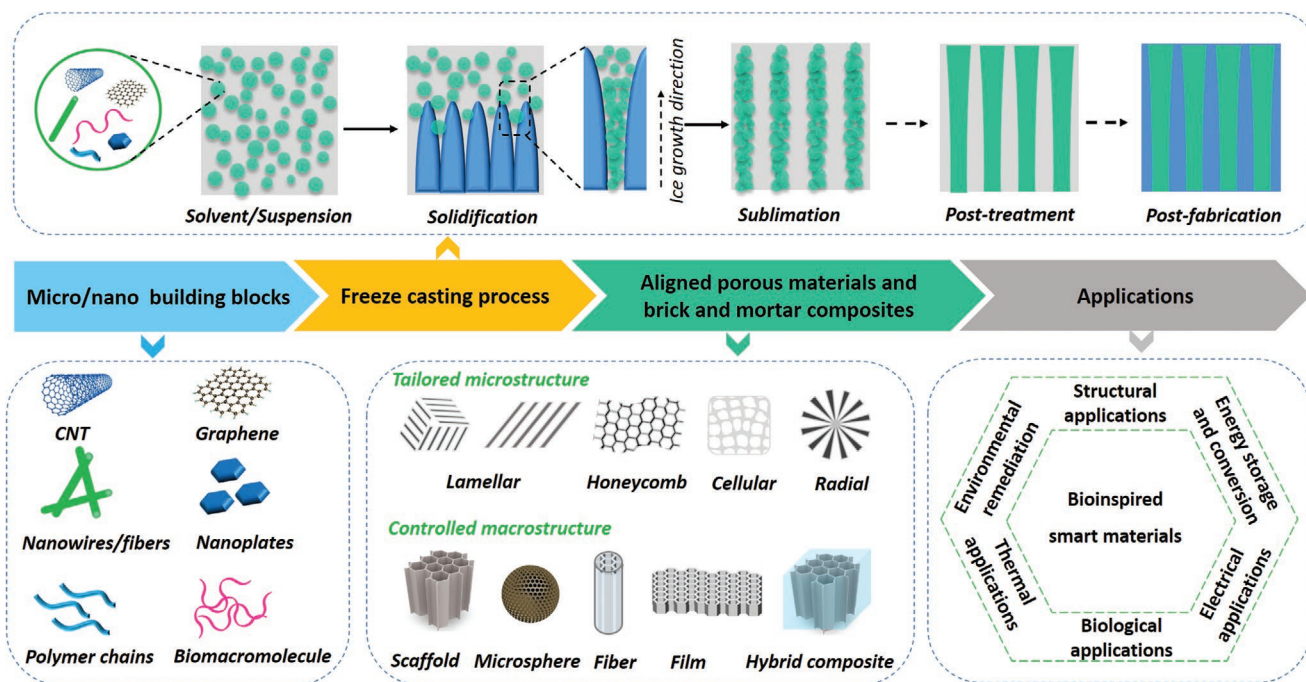 Ice growth direction
Solvent/Suspension
Solidification
Sublimation
Post-treatment
Post-fabrication
Micro/nano building blocks
Freeze casting process
Aligned porous materials and
brick and mortar composites
Applications
CNT
Graphene
Nanowires/fibers
Nanoplates
Polymer chains
Biomacromolecule
Tailored microstructure
Lamellar
Honeycomb
Cellular
Radial
Controlled macrostructure
Scaffold
Microsphere
Fiber
Film
Hybrid composite
Structural
applications
Energy storage
and conversion
Electrical
applications
Biological
applications
Thermal
applications
Environmental
remediation
Bioinspired
smart materials